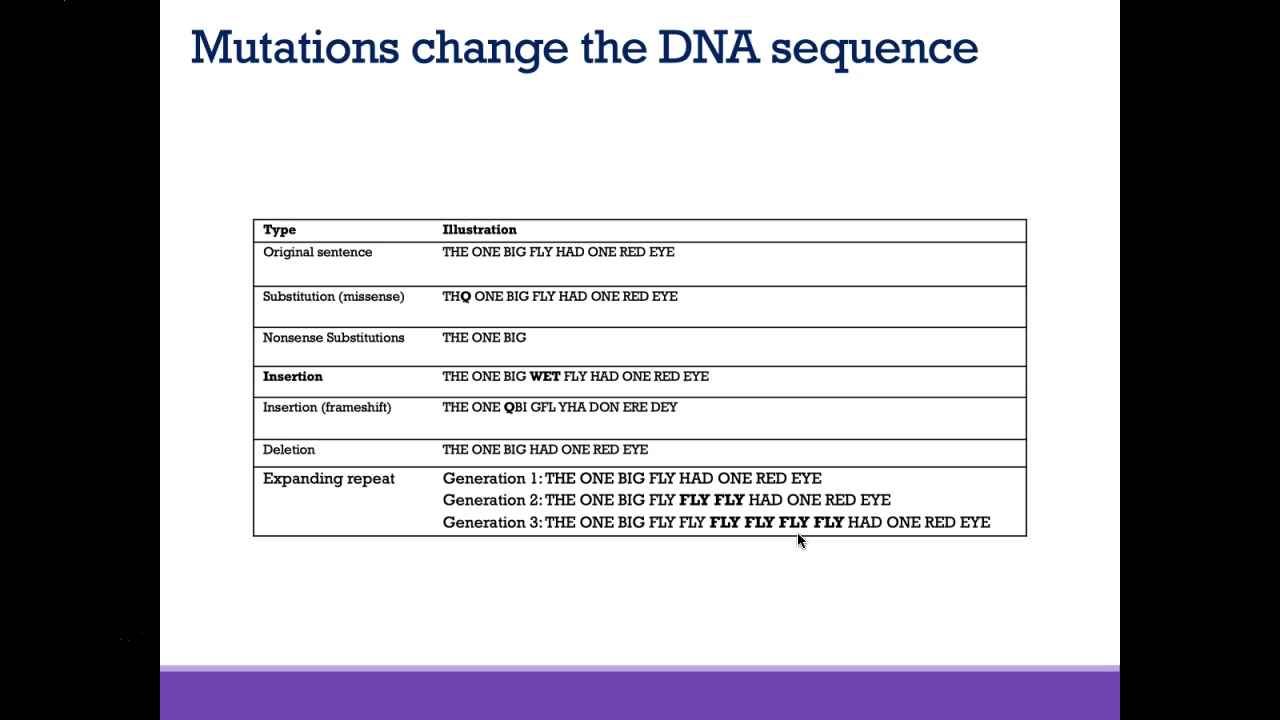 Mutations change the DNA sequence
Type Illustration
Original sentence THE ONE BIG FLY HAD ONE RED EYE
Substitution (missense) THQ ONE BIG FLY HAD ONE RED EYE
Nonsense Substitutions THE ONE BIG
Insertion THE ONE BIG WET FLY HAD ONE RED EYE
Insertion (frameshift) THE ONE QBI GFL YHA DON ERE DEY
Deletion THE ONE BIG HAD ONE RED EYE
Expanding repeat Generation 1: THE ONE BIG FLY HAD ONE RED EYE
Generation 2: THE ONE BIG FLY FLY FLY HAD ONE RED EYE
Generation 3: THE ONE BIG FLY FLY FLY FLY FLY FLY HAD ONE RED EYE